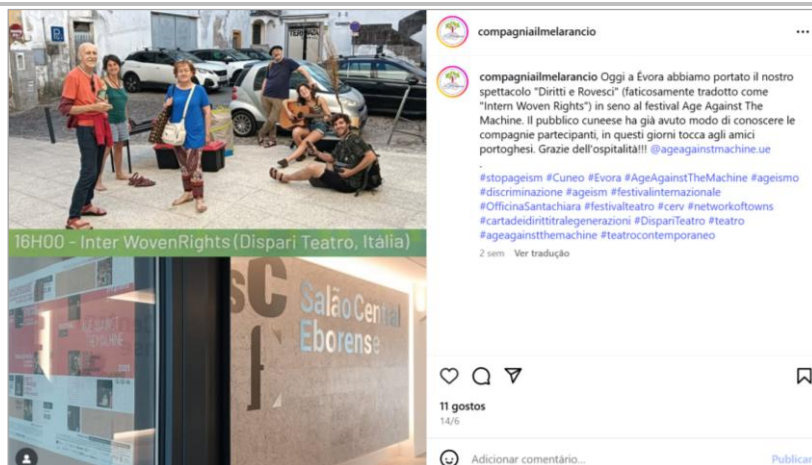 compagniailmelarancio
compagniailmelarancio Oggi a Évora abbiamo portato il nostro
spettacolo "Diritti e Rovesci" (faticosamente tradotto come
"Intern Woven Rights") in seno al festival Age Against The
Machine. Il pubblico cuneese ha già avuto modo di conoscere le
compagnie partecipanti, in questi giorni tocca agli amici
portoghesi. Grazie dell'ospitalità!!! @ageagainstmachine.ue
.
#stopageism #Cuneo #Evora #AgeAgainstTheMachine #ageismo
#discriminazione #ageism #festivalinternazionale
#OfficinaSantachiara #festivalteatro #cerv #networkoftowns
#cartadeidirittitralegenerazioni #DispariTeatro #teatro
#ageagainstthemachine #teatrocontemporaneo
2 sem Ver tradução
P
16H00 - Inter WovenRights (Dispari Teatro, Itália)
sC
f
Salão Central
Eborense
11 gostos
14/6
Adicionar comentário...
Publicar